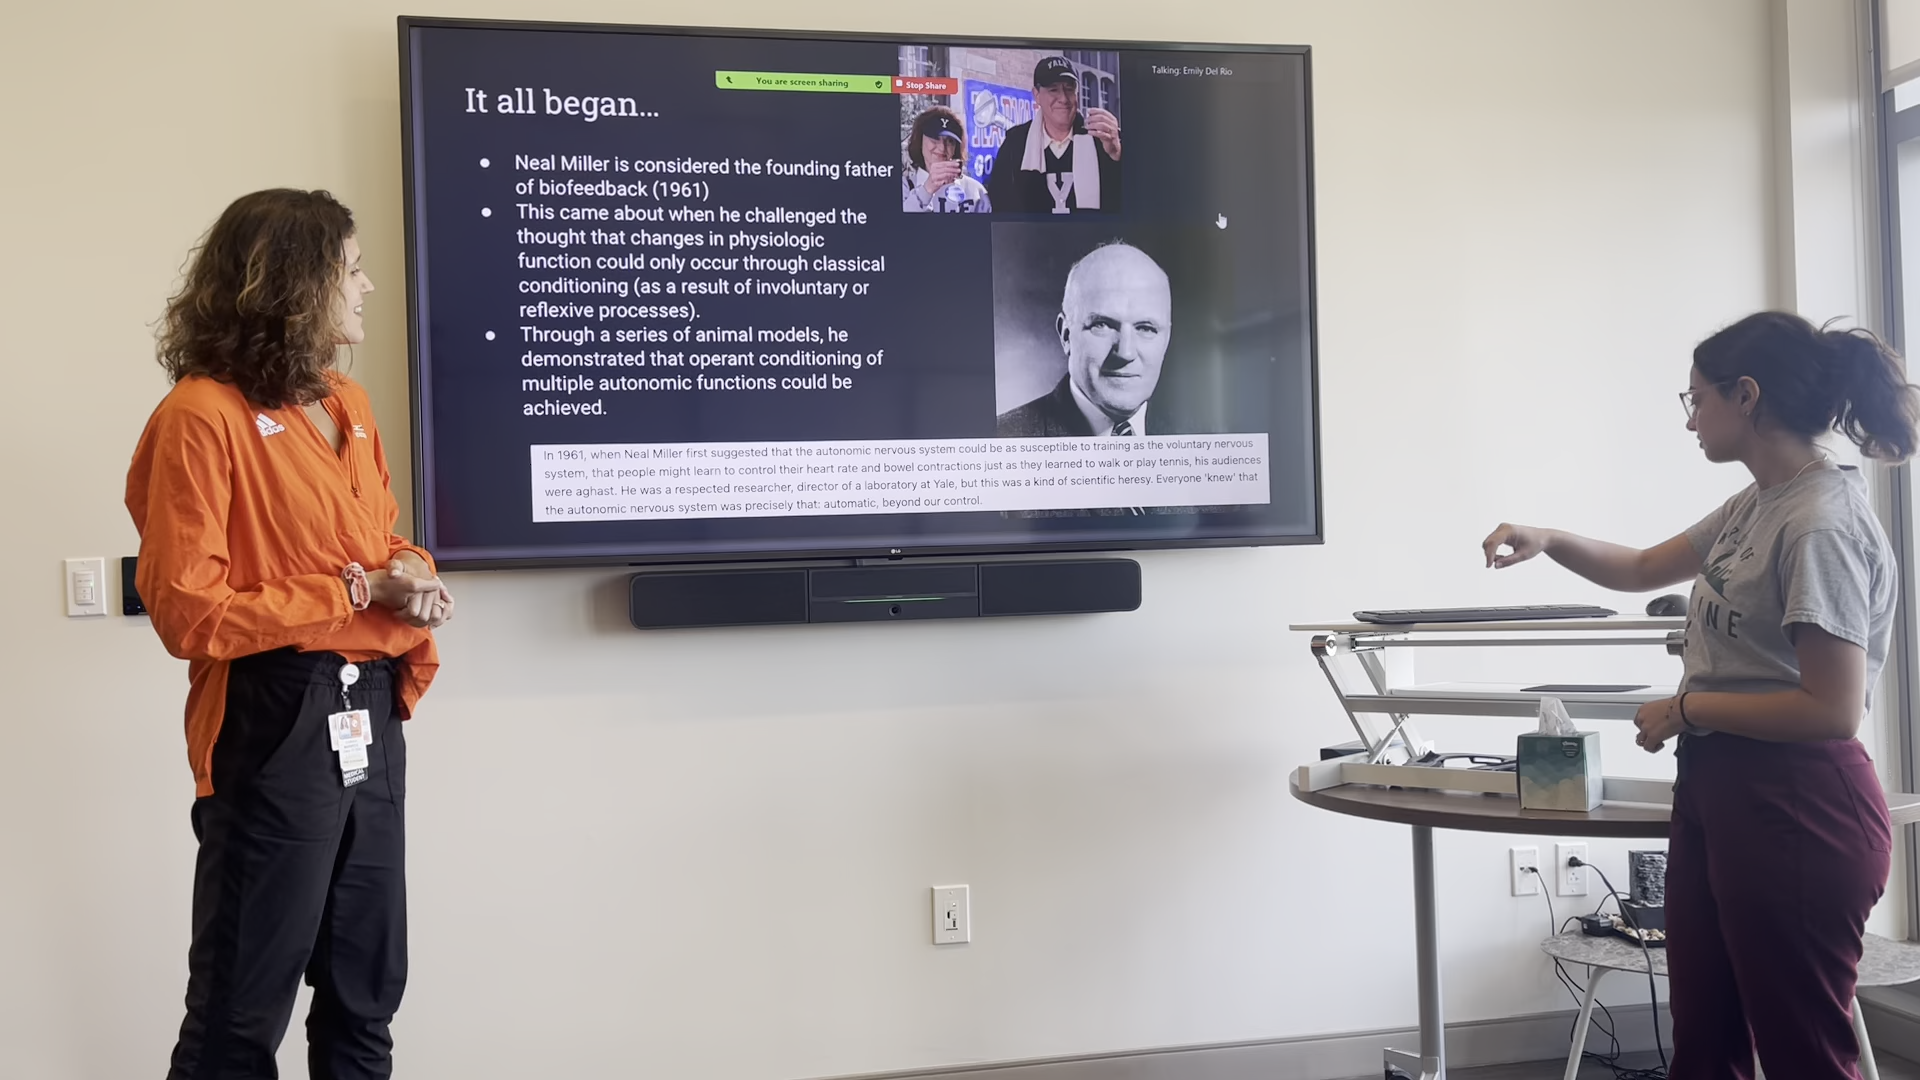 You are screen sharing
Stop Share
Talking: Emily Del Rio
It all began...
YALE
Y
Y
● Neal Miller is considered the founding father
of biofeedback (1961)
● This came about when he challenged the
thought that changes in physiologic
function could only occur through classical
conditioning (as a result of involuntary or
reflexive processes).
● Through a series of animal models, he
demonstrated that operant conditioning of
multiple autonomic functions could be
achieved.
In 1961, when Neal Miller first suggested that the autonomic nervous system could be as susceptible to training as the voluntary nervous
system, that people might learn to control their heart rate and bowel contractions just as they learned to walk or play tennis, his audiences
were aghast. He was a respected researcher, director of a laboratory at Yale, but this was a kind of scientific heresy. Everyone 'knew' that
the autonomic nervous system was precisely that: automatic, beyond our control.
LG
adidas
MEDICAL
STUDENT